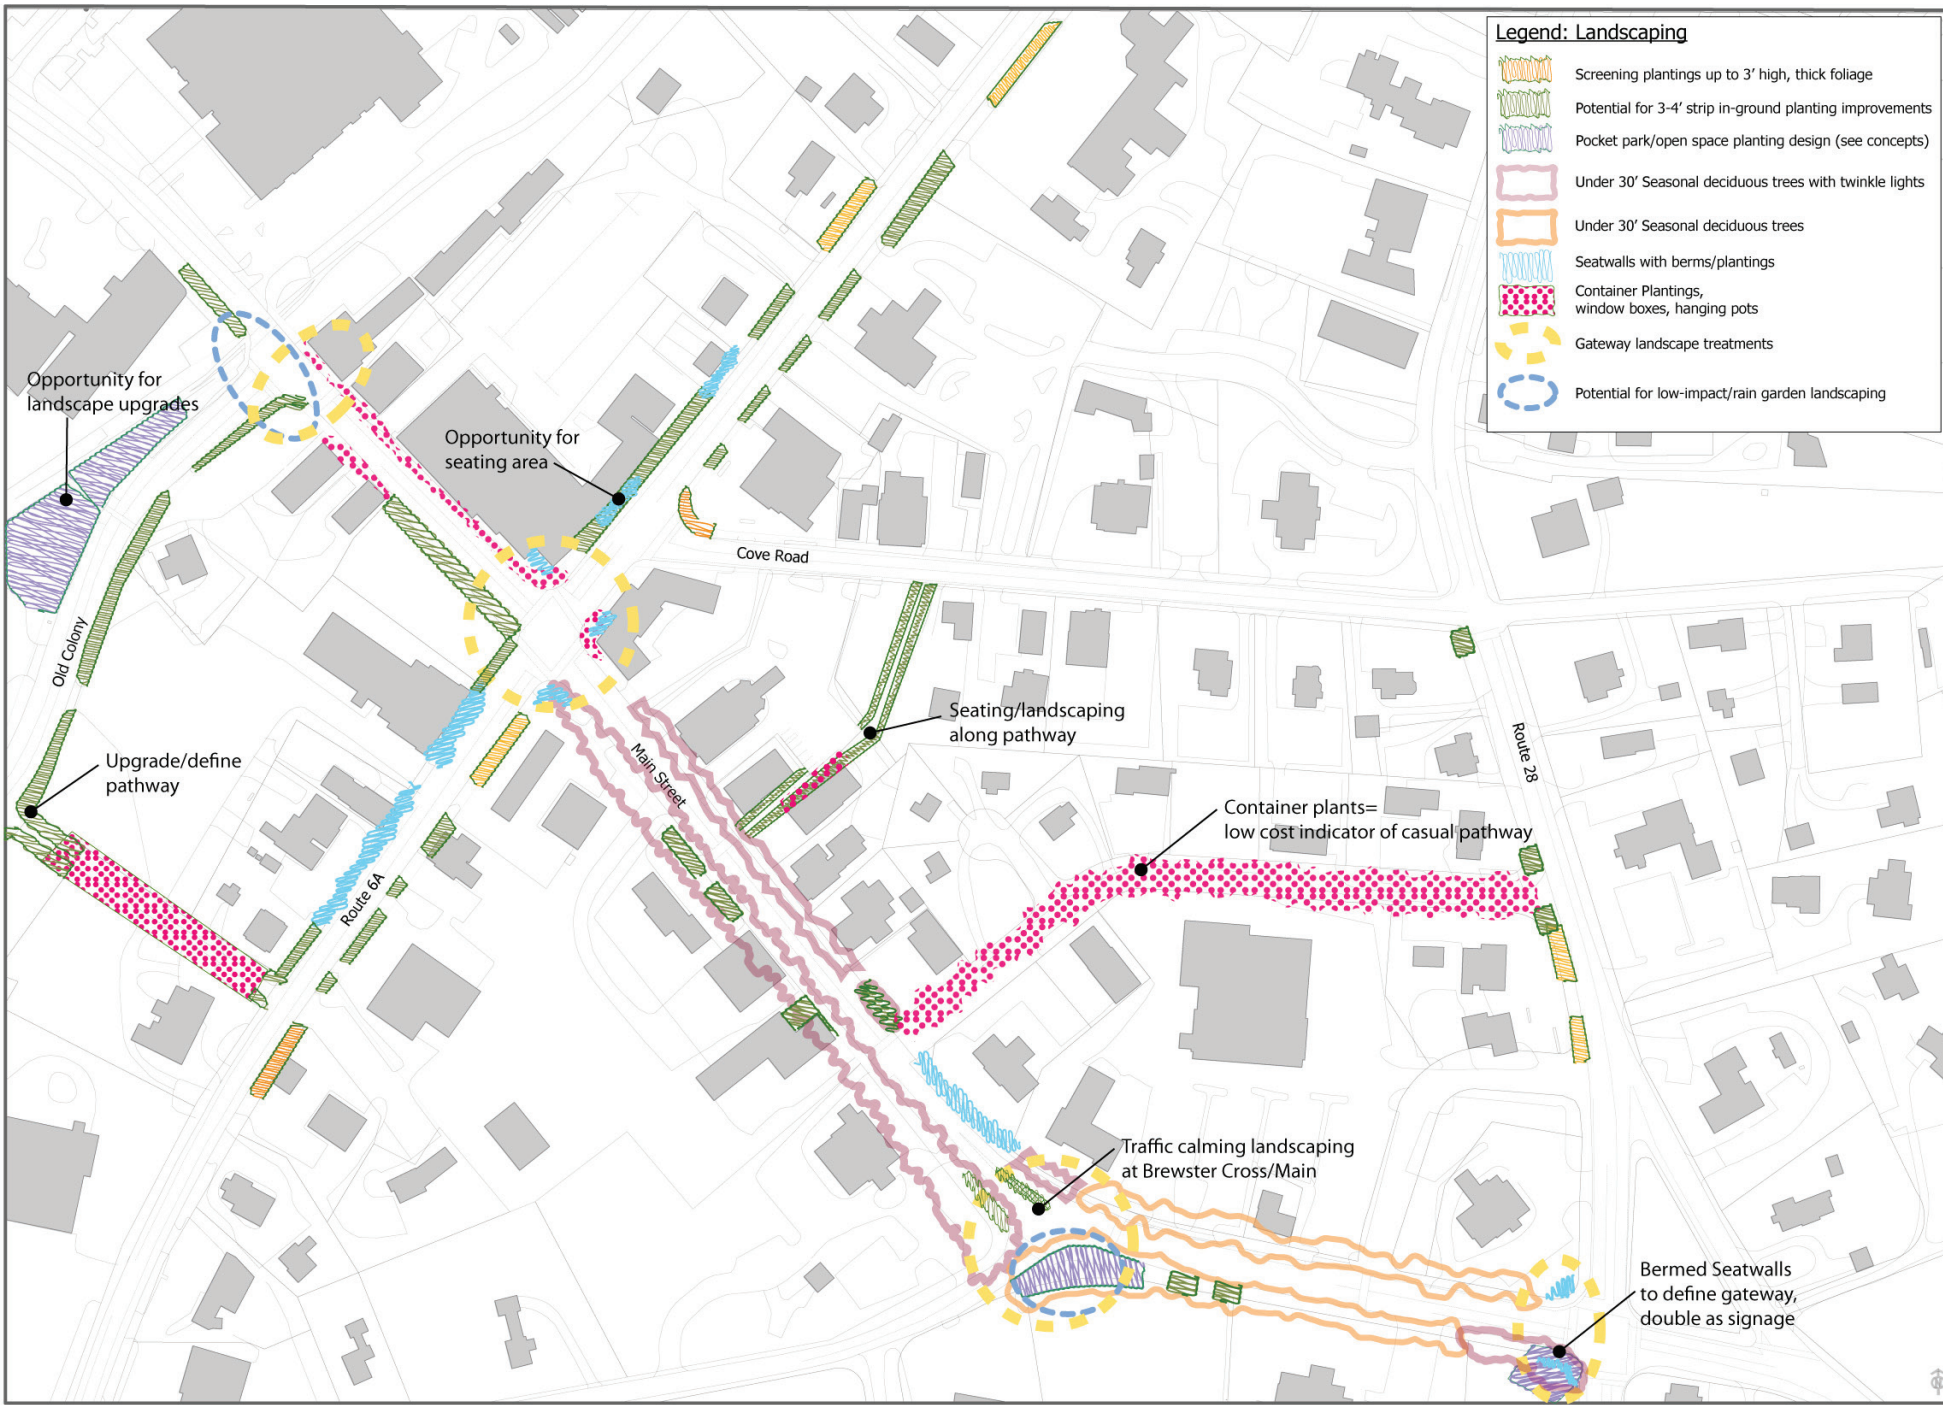 Legend: Landscaping
Screening plantings up to 3' high, thick foliage
Potential for 3-4' strip in-ground planting improvements
Pocket park/open space planting design (see concepts)
Under 30' Seasonal deciduous trees with twinkle lights
Under 30' Seasonal deciduous trees
Seatwalls with berms/plantings
Container Plantings,
window boxes, hanging pots
Gateway landscape treatments
Potential for low-impact/rain garden landscaping
Opportunity for
landscape upgrades
Opportunity for
seating area
Cove Road
Old Colony
Seating/landscaping
along pathway
Main Street
Route 28
Upgrade/define
pathway
Container plants=
low cost indicator of casual pathway
Route 6A
Traffic calming landscaping
at Brewster Cross/Main
Bermed Seatwalls
to define gateway,
double as signage